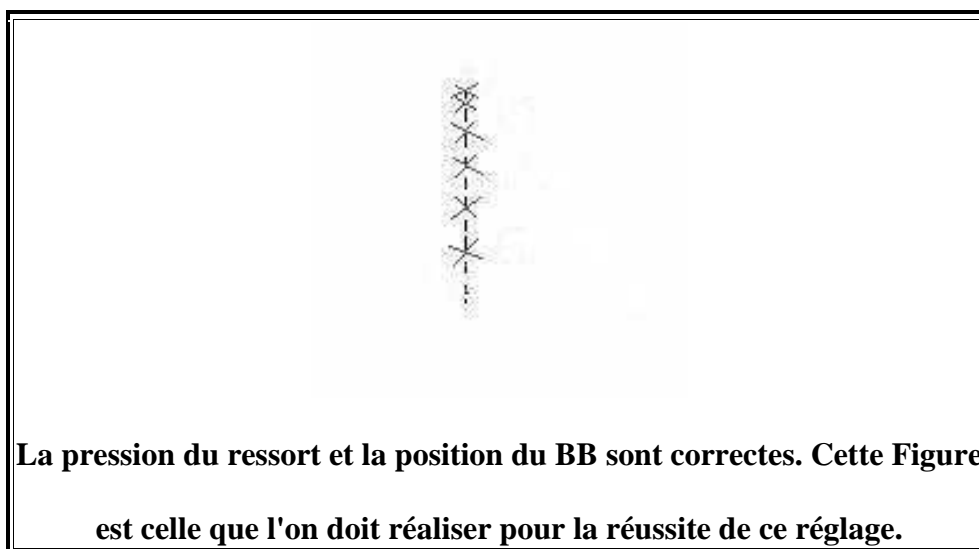 La pression du ressort et la position du BB sont correctes. Cette Figure
est celle que l'on doit réaliser pour la réussite de ce réglage.